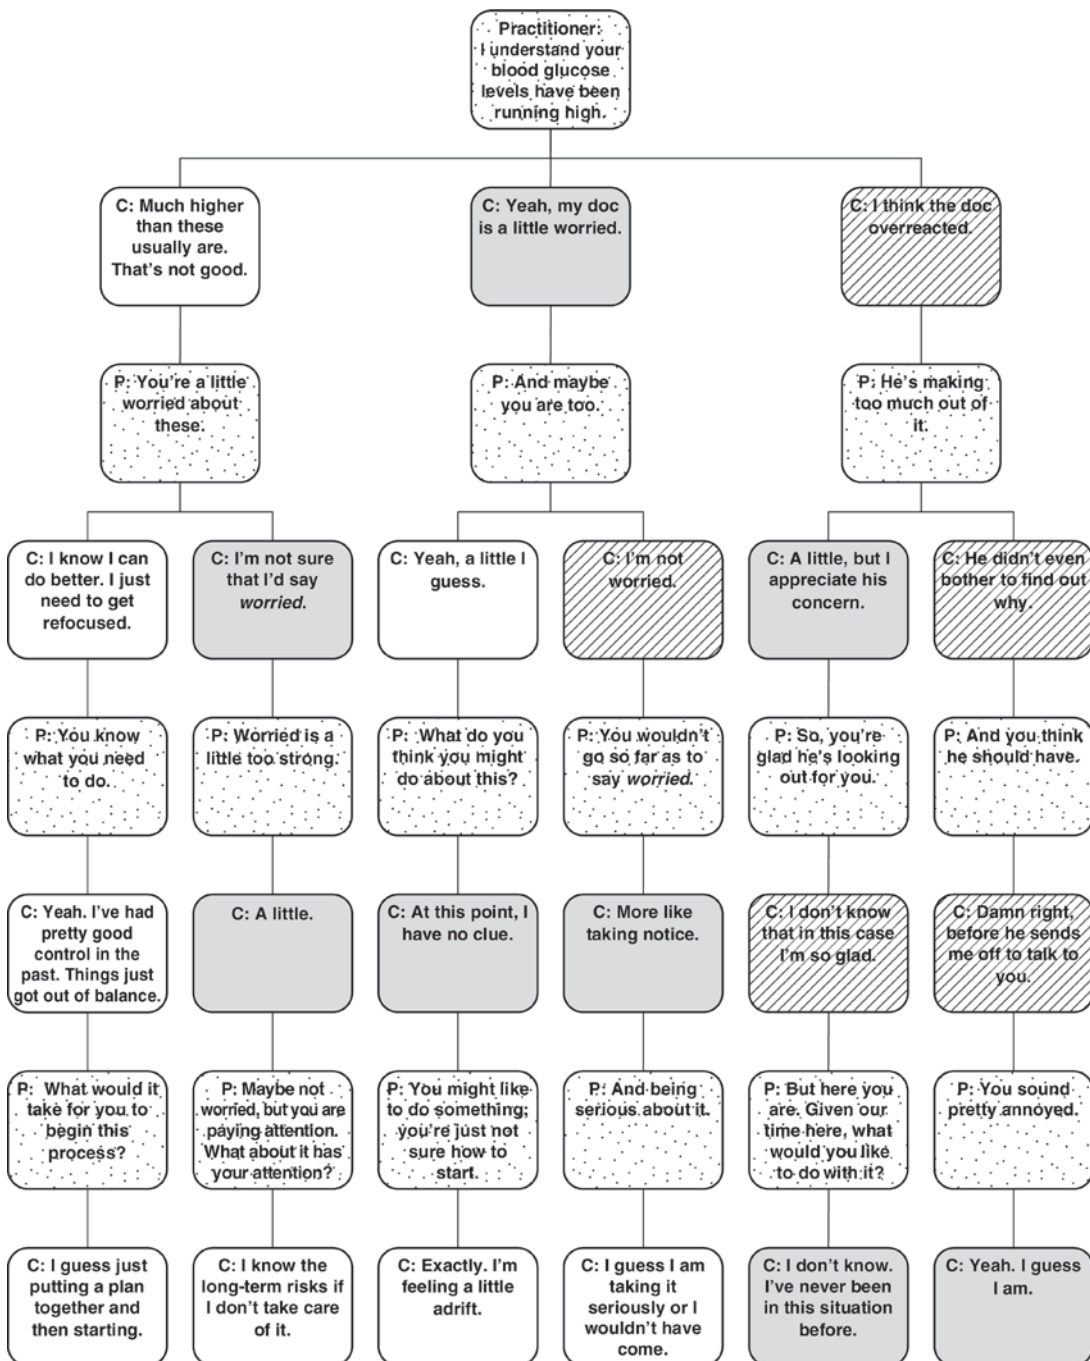 Practitioner:
I understand your
blood glucose
levels have been
running high.
C: Much higher
than these
usually are.
That's not good.
C: Yeah, my doc
is a little worried.
C: I think the doc
overreacted.
P: You're a little
worried about
these.
P: And maybe
you are too.
P: He's making
too much out of
it.
C: I know I can
do better. I just
need to get
refocused.
C: I'm not sure
that I'd say
worried.
C: Yeah, a little I
guess.
C: I'm not
worried.
C: A little, but I
appreciate his
concern.
C: He didn't even
bother to find out
why.
P: You know
what you need
to do.
P: Worried is a
little too strong.
P: What do you
think you might
do about this?
P: You wouldn't
go so far as to
say worried.
P: So, you're
glad he's looking
out for you.
P: And you think
he should have.
C: Yeah. I've had
pretty good
control in the
past. Things just
got out of balance.
C: A little.
C: At this point, I
have no clue.
C: More like
taking notice.
C: I don't know
that in this case
I'm so glad.
C: Damn right,
before he sends
me off to talk to
you.
P: What would it
take for you to
begin this
process?
P: Maybe not
worried, but you are
paying attention.
What about it has
your attention?
P: You might like
to do something;
you're just not
sure how to
start.
P: And being
serious about it.
P: But here you
are. Given our
time here, what
would you like
to do with it?
P: You sound
pretty annoyed.
C: I guess just
putting a plan
together and
then starting.
C: I know the
long-term risks if
I don't take care
of it.
C: Exactly. I'm
feeling a little
adrift.
C: I guess I am
taking it
seriously or I
wouldn't have
come.
C: I don't know.
I've never been
in this situation
before.
C: Yeah. I guess
I am.